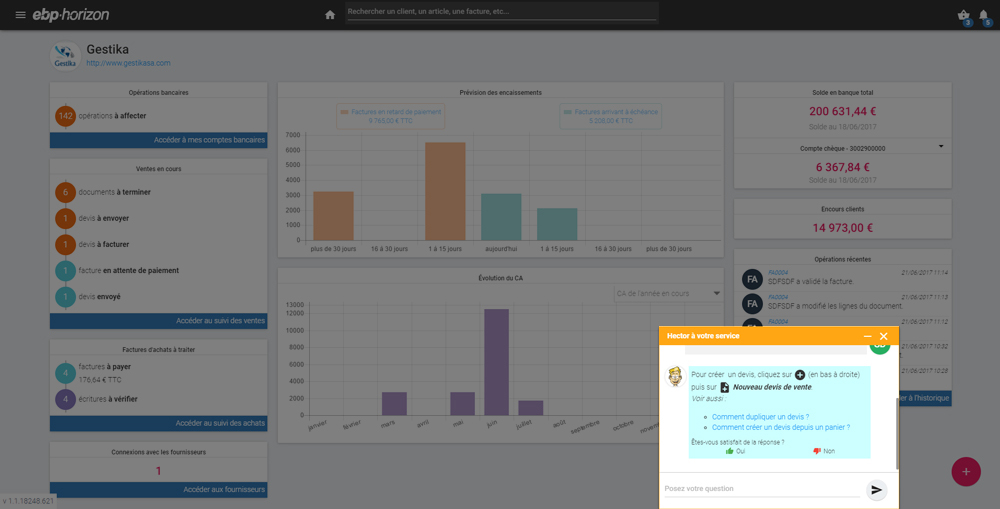 ebp·horizon
Rechercher un client, un article, une facture, etc...
3
5
Gestika
Gestika
http://www.gestikasa.com
Opérations bancaires
142 opérations à affecter
Accéder à mes comptes bancaires
Ventes en cours
6 documents à terminer
1 devis à envoyer
1 devis à facturer
1 facture en attente de paiement
1 devis envoyé
Accéder au suivi des ventes
Factures d'achats à traiter
4 factures à payer
176,64 € TTC
4 écritures à vérifier
Accéder au suivi des achats
Connexions avec les fournisseurs
1
Accéder aux fournisseurs
v 1.1.18248.621
Prévision des encaissements
Factures en retard de paiement
9 765,00 € TTC
Factures arrivant à échéance
5 208,00 € TTC
7000
6000
5000
4000
3000
2000
1000
0
plus de 30 jours
16 à 30 jours
1 à 15 jours
aujourd'hui
1 à 15 jours
16 à 30 jours
plus de 30 jours
Évolution du CA
CA de l'année en cours
13000
12000
10000
8000
6000
4000
2000
0
janvier
février
mars
avril
mai
juin
juillet
août
septembre
octobre
Solde en banque total
200 631,44 €
Solde au 18/06/2017
Compte chèque - 3002900000
6 367,84 €
Solde au 18/06/2017
Encours clients
14 973,00 €
Opérations récentes
FA
FA0004
21/06/2017 11:14
SDFSDF a validé la facture.
FA
FA0004
21/06/2017 11:13
SDFSDF a modifié les lignes du document.
FA0004
21/06/2017 11:12
21/06/2017 10:32
21/06/2017 10:28
à l'historique
Hector à votre service
Pour créer un devis, cliquez sur (en bas à droite)
puis sur Nouveau devis de vente
Voir aussi :
Comment dupliquer un devis ?
Comment créer un devis depuis un panier ?
Êtes-vous satisfait de la réponse ?
Oui
Non
Posez votre question